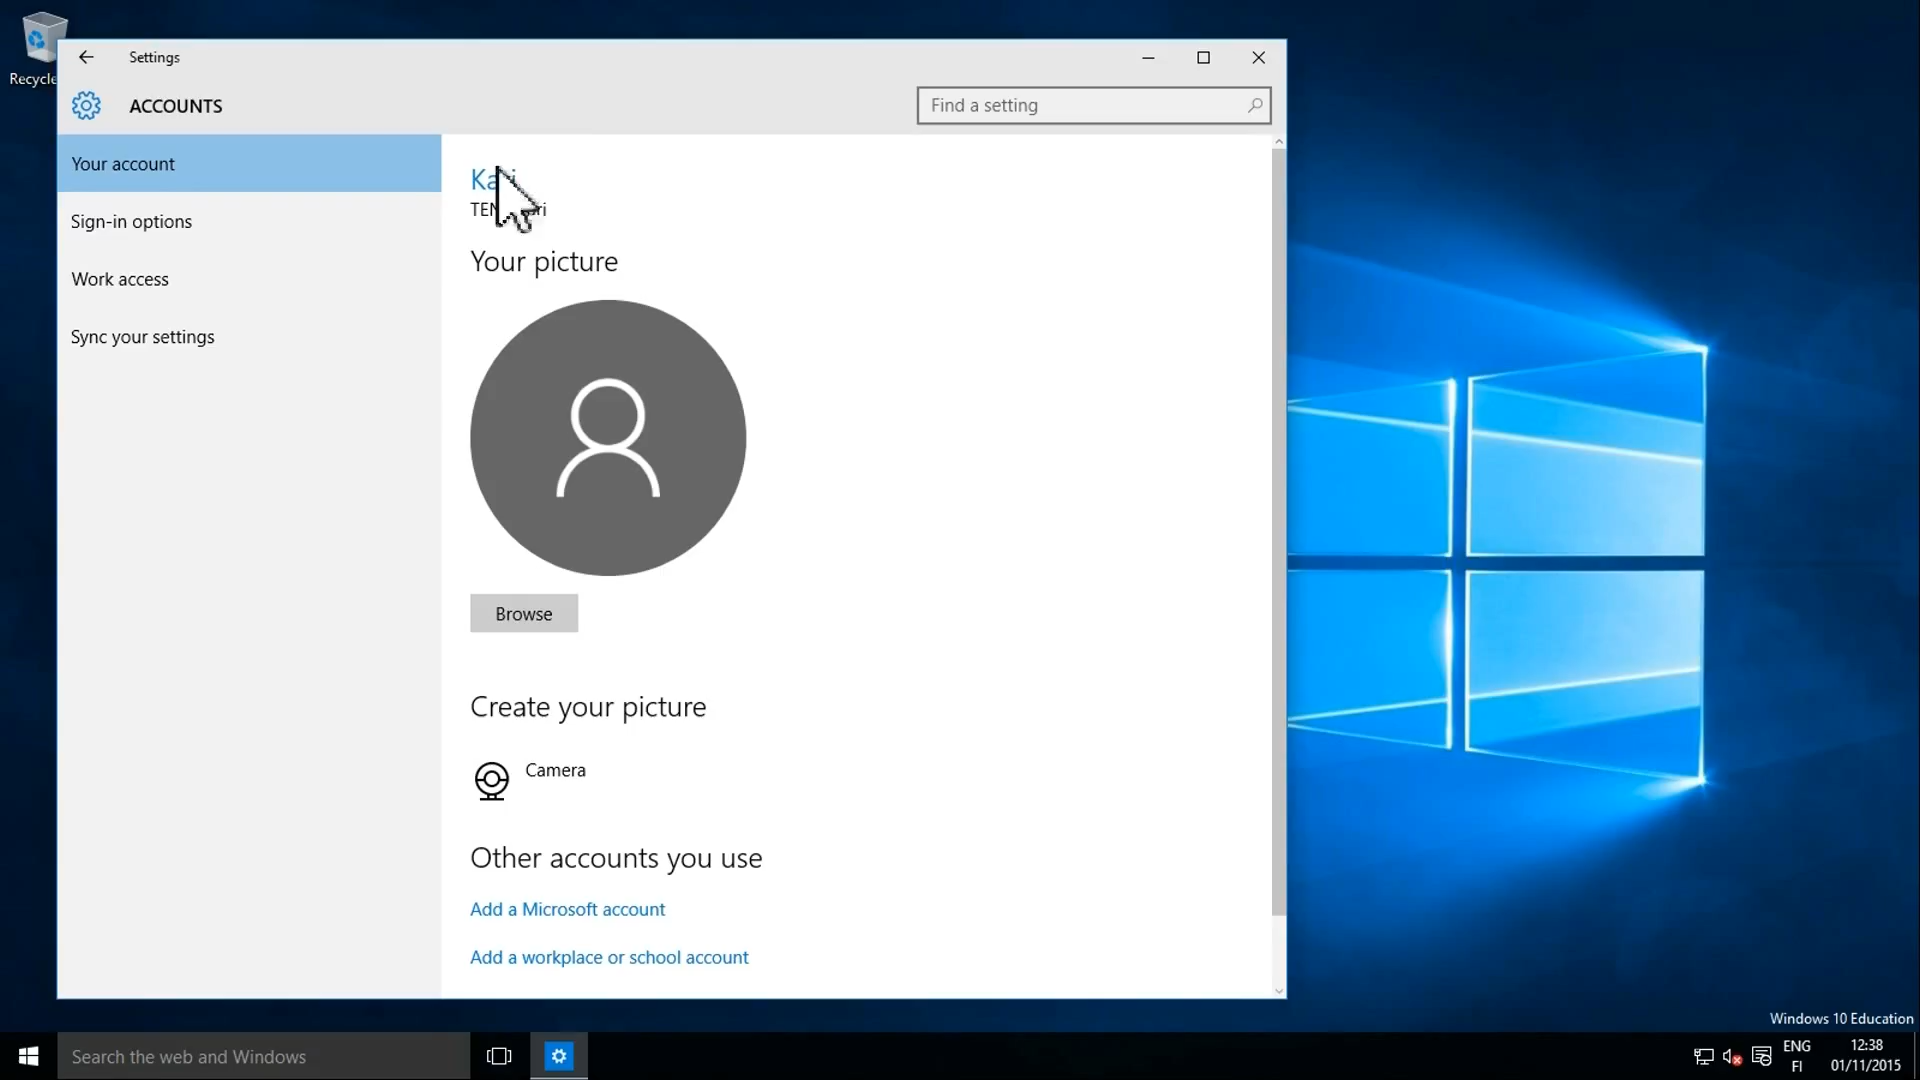 Recycle
Settings
ACCOUNTS
Find a setting
Your account
Sign-in options
Work access
Sync your settings
Your picture
Browse
Create your picture
Camera
Other accounts you use
Add a Microsoft account
Add a workplace or school account
Windows 10 Education
Search the web and Windows
ENG
FI
12:38
01/11/2015